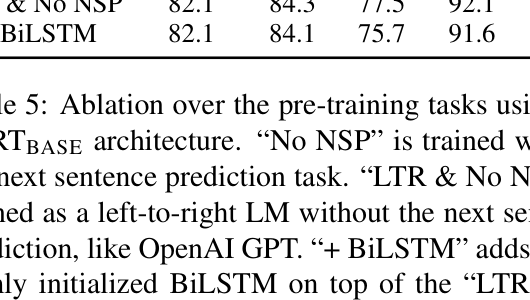 & No NSP 82.1 84.3 77.5 92.1
BiLSTM 82.1 84.1 75.7 91.6
le 5: Ablation over the pre-training tasks usi
RTBASE architecture. “No NSP” is trained w
next sentence prediction task. “LTR & No N
ned as a left-to-right LM without the next se
diction, like OpenAI GPT. “+ BiLSTM” adds
nly initialized BiLSTM on top of the “LTR